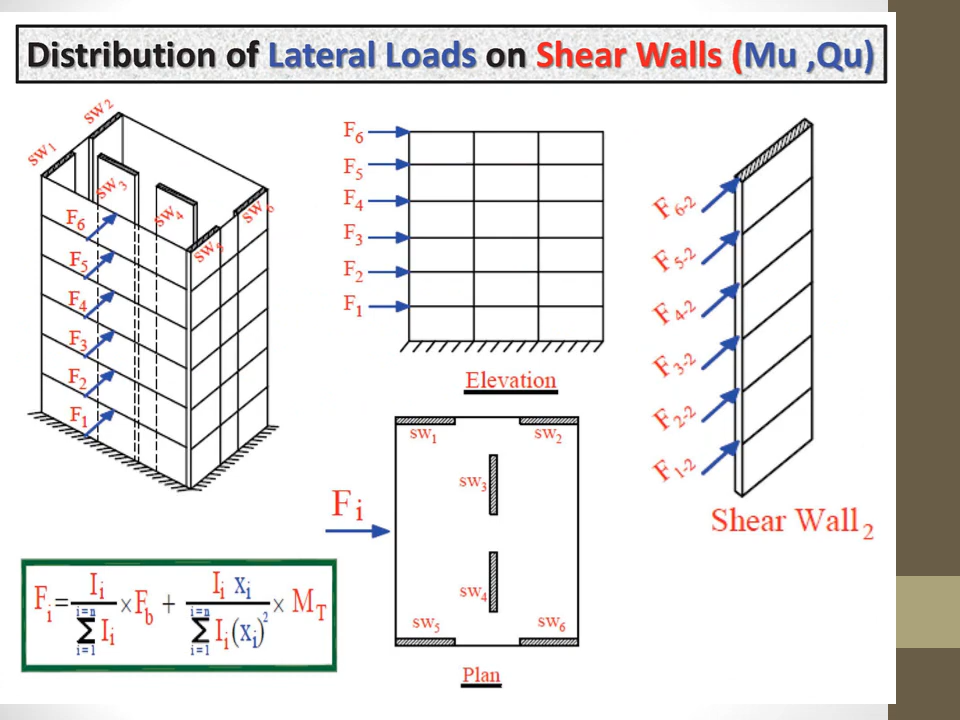 Distribution of Lateral Loads on Shear Walls (Mu ,Qu)
sw₁
sw₂
sw₃
sw₄
sw₅
sw₆
F₆
F₅
F₄
F₃
F₂
F₁
F₆
F₅
F₄
F₃
F₂
F₁
Elevation
F₆₋₂
F₅₋₂
F₄₋₂
F₃₋₂
F₂₋₂
F₁₋₂
Shear Wall₂
Fi
sw₁
sw₂
sw₃
sw₄
sw₅
sw₆
Plan
Fᵢ = Iᵢ / ∑ᵢ₌₁ⁱ⁼ⁿ Iᵢ × F_b + Iᵢ xᵢ / ∑ᵢ₌₁ⁱ⁼ⁿ Iᵢ(xᵢ)² × M_T